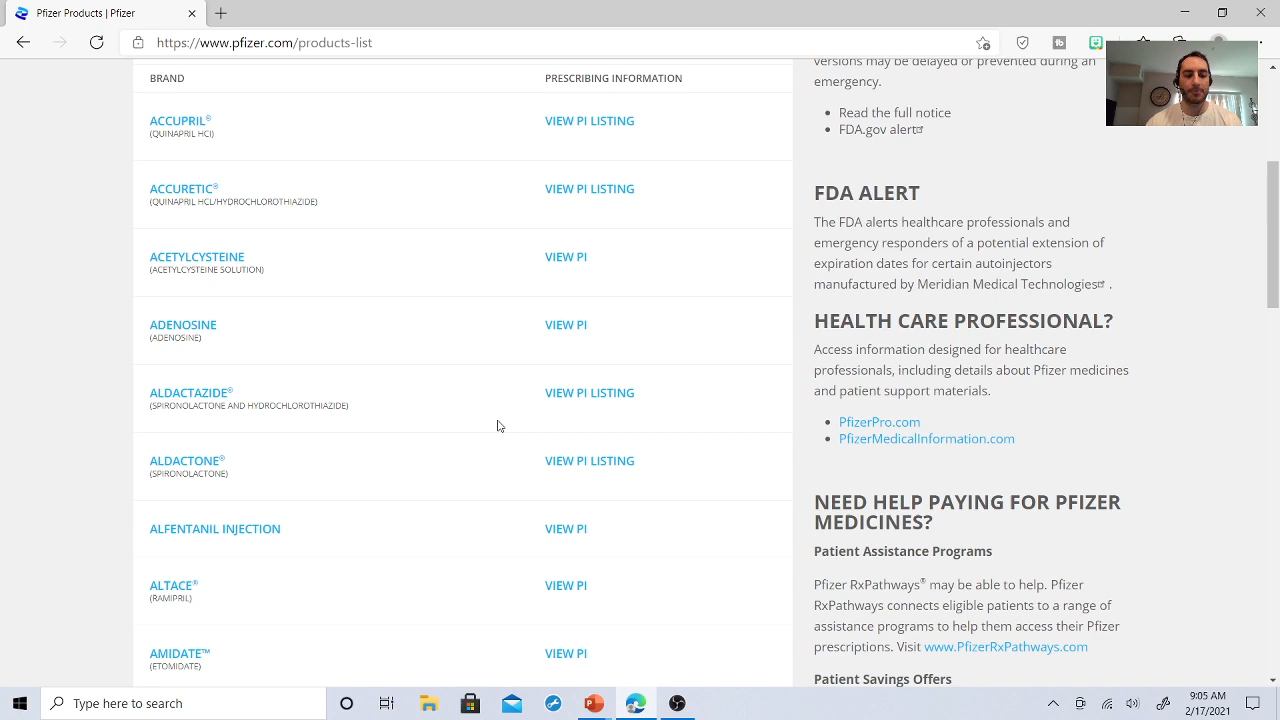 Pfizer Products | Pfizer
https://www.pfizer.com/products-list
BRAND
PRESCRIBING INFORMATION
ACCUPRIL®
(QUINAPRIL HCl)
VIEW PI LISTING
ACCURETIC®
(QUINAPRIL HCL/HYDROCHLOROTHIAZIDE)
VIEW PI LISTING
ACETYLCYSTEINE
(ACETYLCYSTEINE SOLUTION)
VIEW PI
ADENOSINE
(ADENOSINE)
VIEW PI
ALDACTAZIDE®
(SPIRONOLACTONE AND HYDROCHLOROTHIAZIDE)
VIEW PI LISTING
ALDACTONE®
(SPIRONOLACTONE)
VIEW PI LISTING
ALFENTANIL INJECTION
VIEW PI
ALTACE®
(RAMIPRIL)
VIEW PI
AMIDATE™
(ETOMIDATE)
VIEW PI
versions may be delayed or prevented during an
emergency.
• Read the full notice
• FDA.gov alert
FDA ALERT
The FDA alerts healthcare professionals and
emergency responders of a potential extension of
expiration dates for certain autoinjectors
manufactured by Meridian Medical Technologies .
HEALTH CARE PROFESSIONAL?
Access information designed for healthcare
professionals, including details about Pfizer medicines
and patient support materials.
• PfizerPro.com
• PfizerMedicalInformation.com
NEED HELP PAYING FOR PFIZER
MEDICINES?
Patient Assistance Programs
Pfizer RxPathways® may be able to help. Pfizer
RxPathways connects eligible patients to a range of
assistance programs to help them access their Pfizer
prescriptions. Visit www.PfizerRxPathways.com
Patient Savings Offers
Type here to search
9:05 AM
2/17/2021